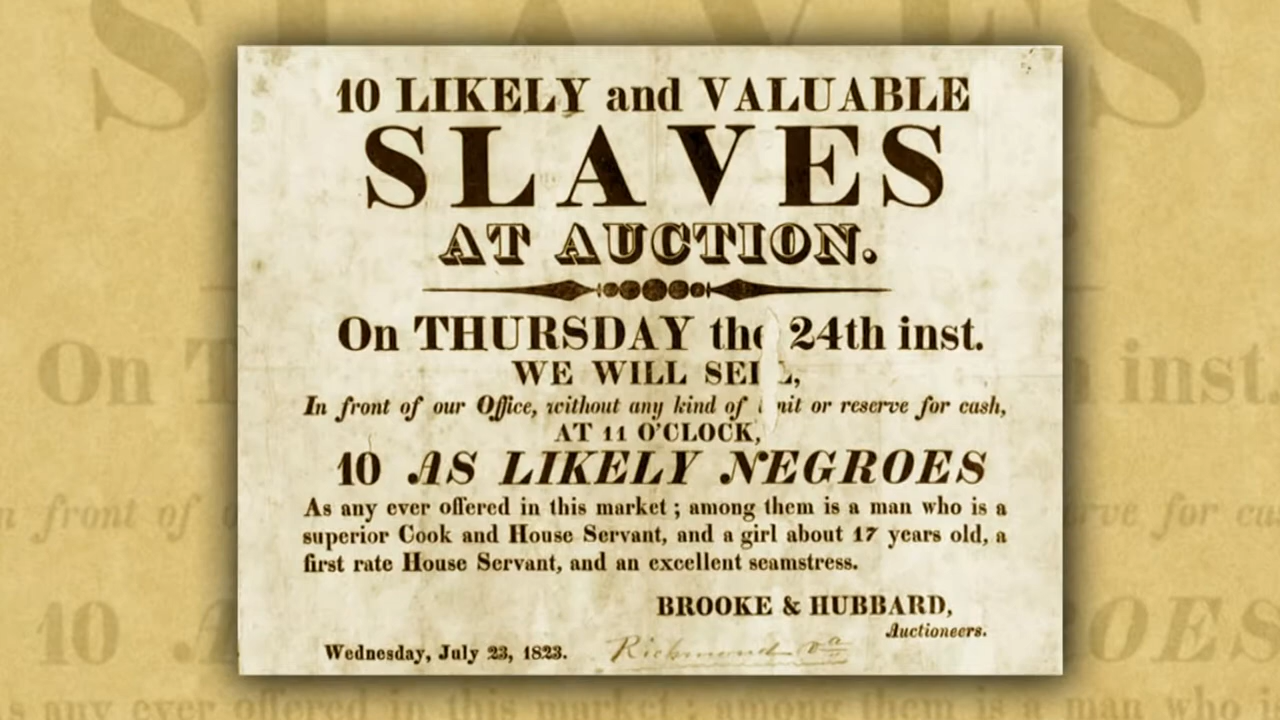 10 LIKELY and VALUABLE
SLAVES
AT AUCTION.
On THURSDAY the 24th inst.
WE WILL SELL,
In front of our Office, without any kind of limit or reserve for cash,
AT 11 O'CLOCK,
10 AS LIKELY NEGROES
As any ever offered in this market; among them is a man who is a
superior Cook and House Servant, and a girl about 17 years old, a
first rate House Servant, and an excellent seamstress.
BROOKE & HUBBARD,
Auctioneers.
Wednesday, July 23, 1823. Richmond Va